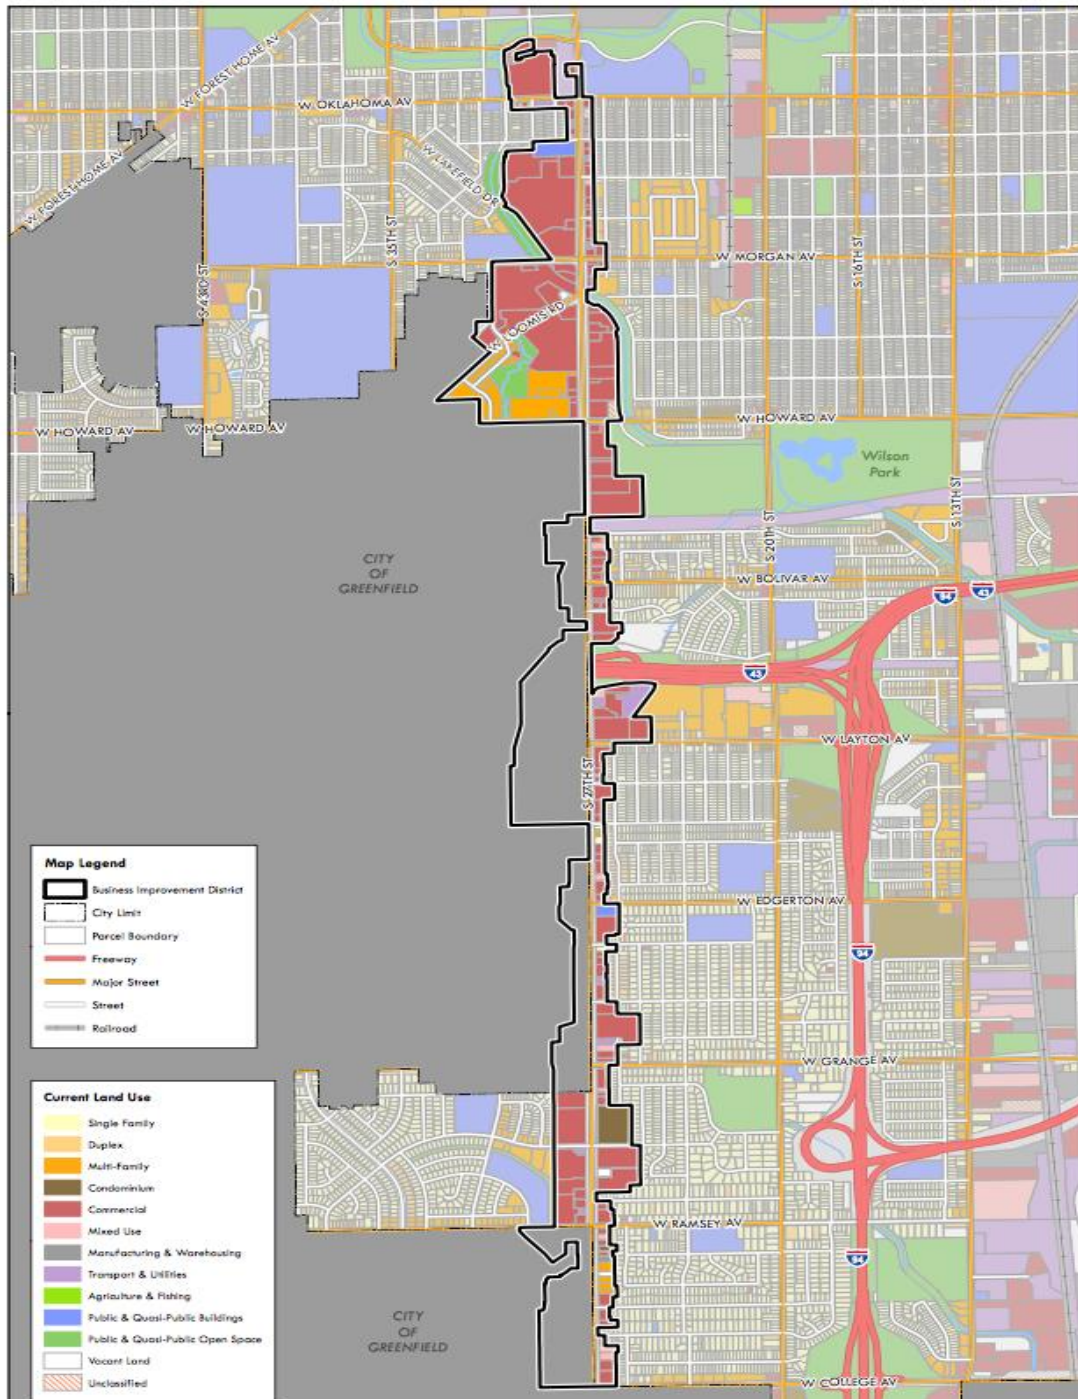 W FOREST HOME AV
W OKLAHOMA AV
W FOREST HOME AV
W LAKEFIELD DR
S 35TH ST
S 43RD ST
W MORGAN AV
S 16TH ST
W LOOMIS RD
W HOWARD AV
W HOWARD AV
W HOWARD AV
Wilson
Park
S 13TH ST
S 20TH ST
CITY
OF
GREENFIELD
W BOLIVAR AV
94
43
43
W LAYTON AV
S 27TH ST
W EDGERTON AV
94
W GRANGE AV
W RAMSEY AV
94
CITY
OF
GREENFIELD
W COLLEGE AV
Map Legend
Business Improvement District
City Limit
Parcel Boundary
Freeway
Major Street
Street
Railroad
Current Land Use
Single Family
Duplex
Multi-Family
Condominium
Commercial
Mixed Use
Manufacturing & Warehousing
Transport & Utilities
Agriculture & Fishing
Public & Quasi-Public Buildings
Public & Quasi-Public Open Space
Vacant Land
Unclassified